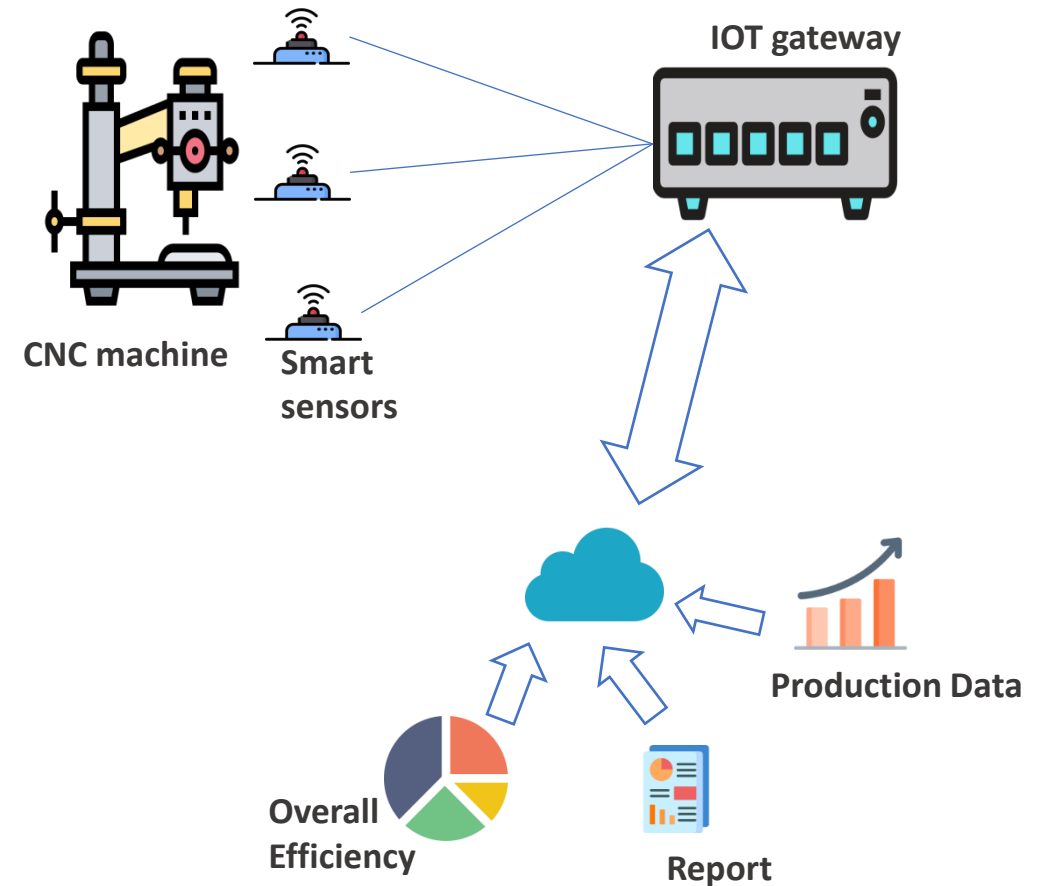 IOT gateway
CNC machine
Smart
sensors
Production Data
Overall
Efficiency
Report